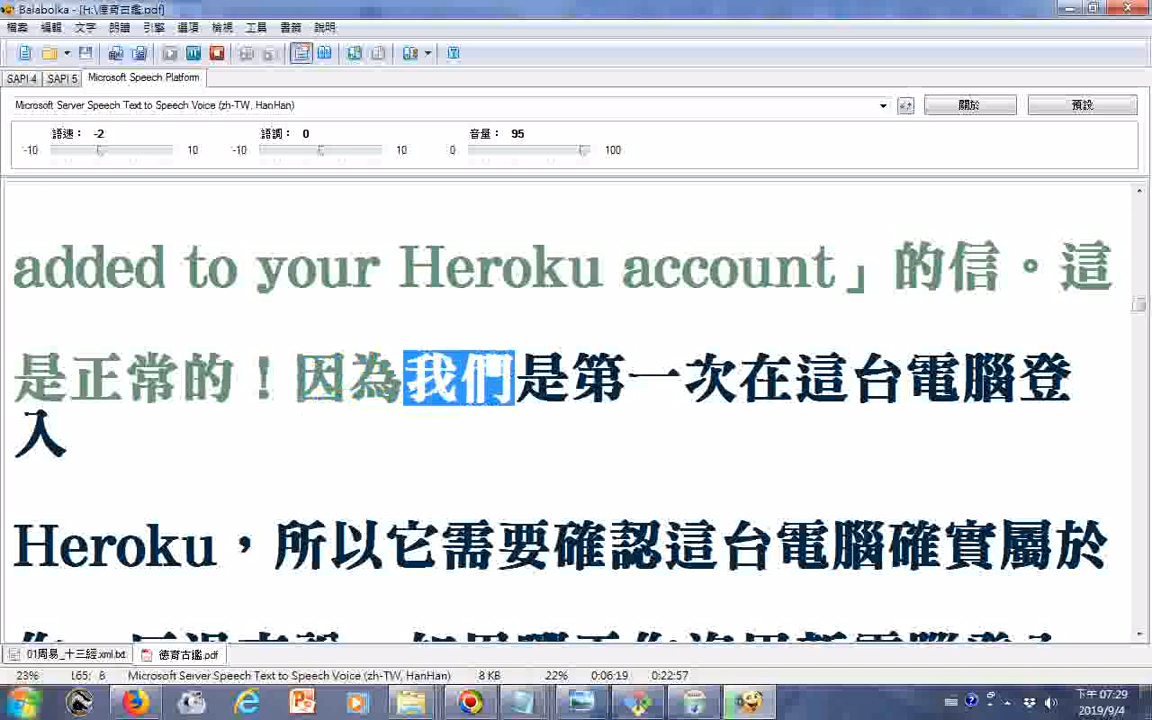 Balabolka - [H:\德育古鑑.pdf]
檔案 編輯 文字 朗讀 引擎 選項 檢視 工具 書籤 說明
SAPI 4 SAPI 5 Microsoft Speech Platform
Microsoft Server Speech Text to Speech Voice (zh-TW, HanHan) 關於 預設
語速： -2 語調： 0 音量： 95
-10 10 -10 10 0 100
added to your Heroku account」的信。這
是正常的！因為我們是第一次在這台電腦登
入
Heroku，所以它需要確認這台電腦確實屬於
01周易_十三經.xml.txt 德育古鑑.pdf
23% 165: 8 Microsoft Server Speech Text to Speech Voice (zh-TW, HanHan) 8 KB 22% 0:06:19 0:22:57
下午 07:29
2019/9/4